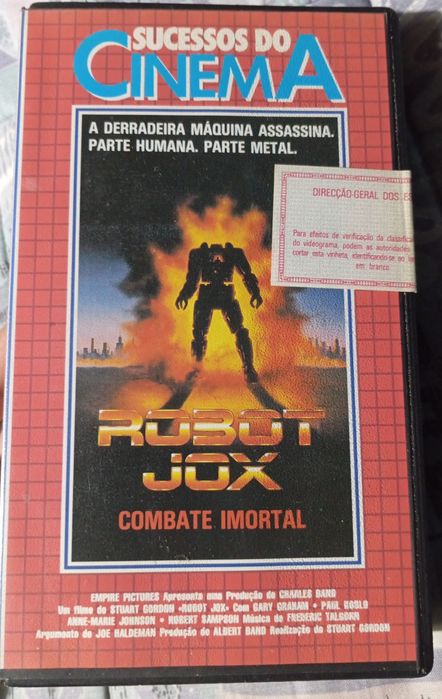 SUCESSOS DO
CINEMA
A DERRADEIRA MÁQUINA ASSASSINA.
PARTE HUMANA. PARTE METAL.
DIRECÇÃO-GERAL DOS ES
Para efeitos de verificação da classifica
do videograma, podem as autoridades
cortar esta vinheta, identificando-se ao
em branco
ROBOT
JOX
COMBATE IMORTAL
EMPIRE PICTURES Apresenta uma Produção de CHARLES BAND
Um filme de STUART GORDON «ROBOT JOX» Com GARY GRAHAM • PAUL KOSLO
ANNE-MARIE JOHNSON • ROBERT SAMPSON Música de FREDERIC TALGORN
Argumento de JOE HALDEMAN Produção de ALBERT BAND Realização de STUART GORDON